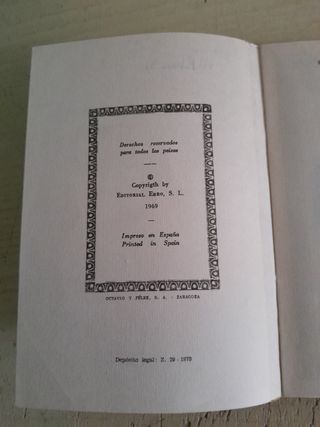 Derechos reservados
para todos los países
©
Copyrigth by
EDITORIAL EBRO, S. L.
1969
Impreso en España
Printed in Spain
OCTAVIO Y FÉLEZ, S. A. - ZARAGOZA
Depósito legal: Z. 29 - 1970